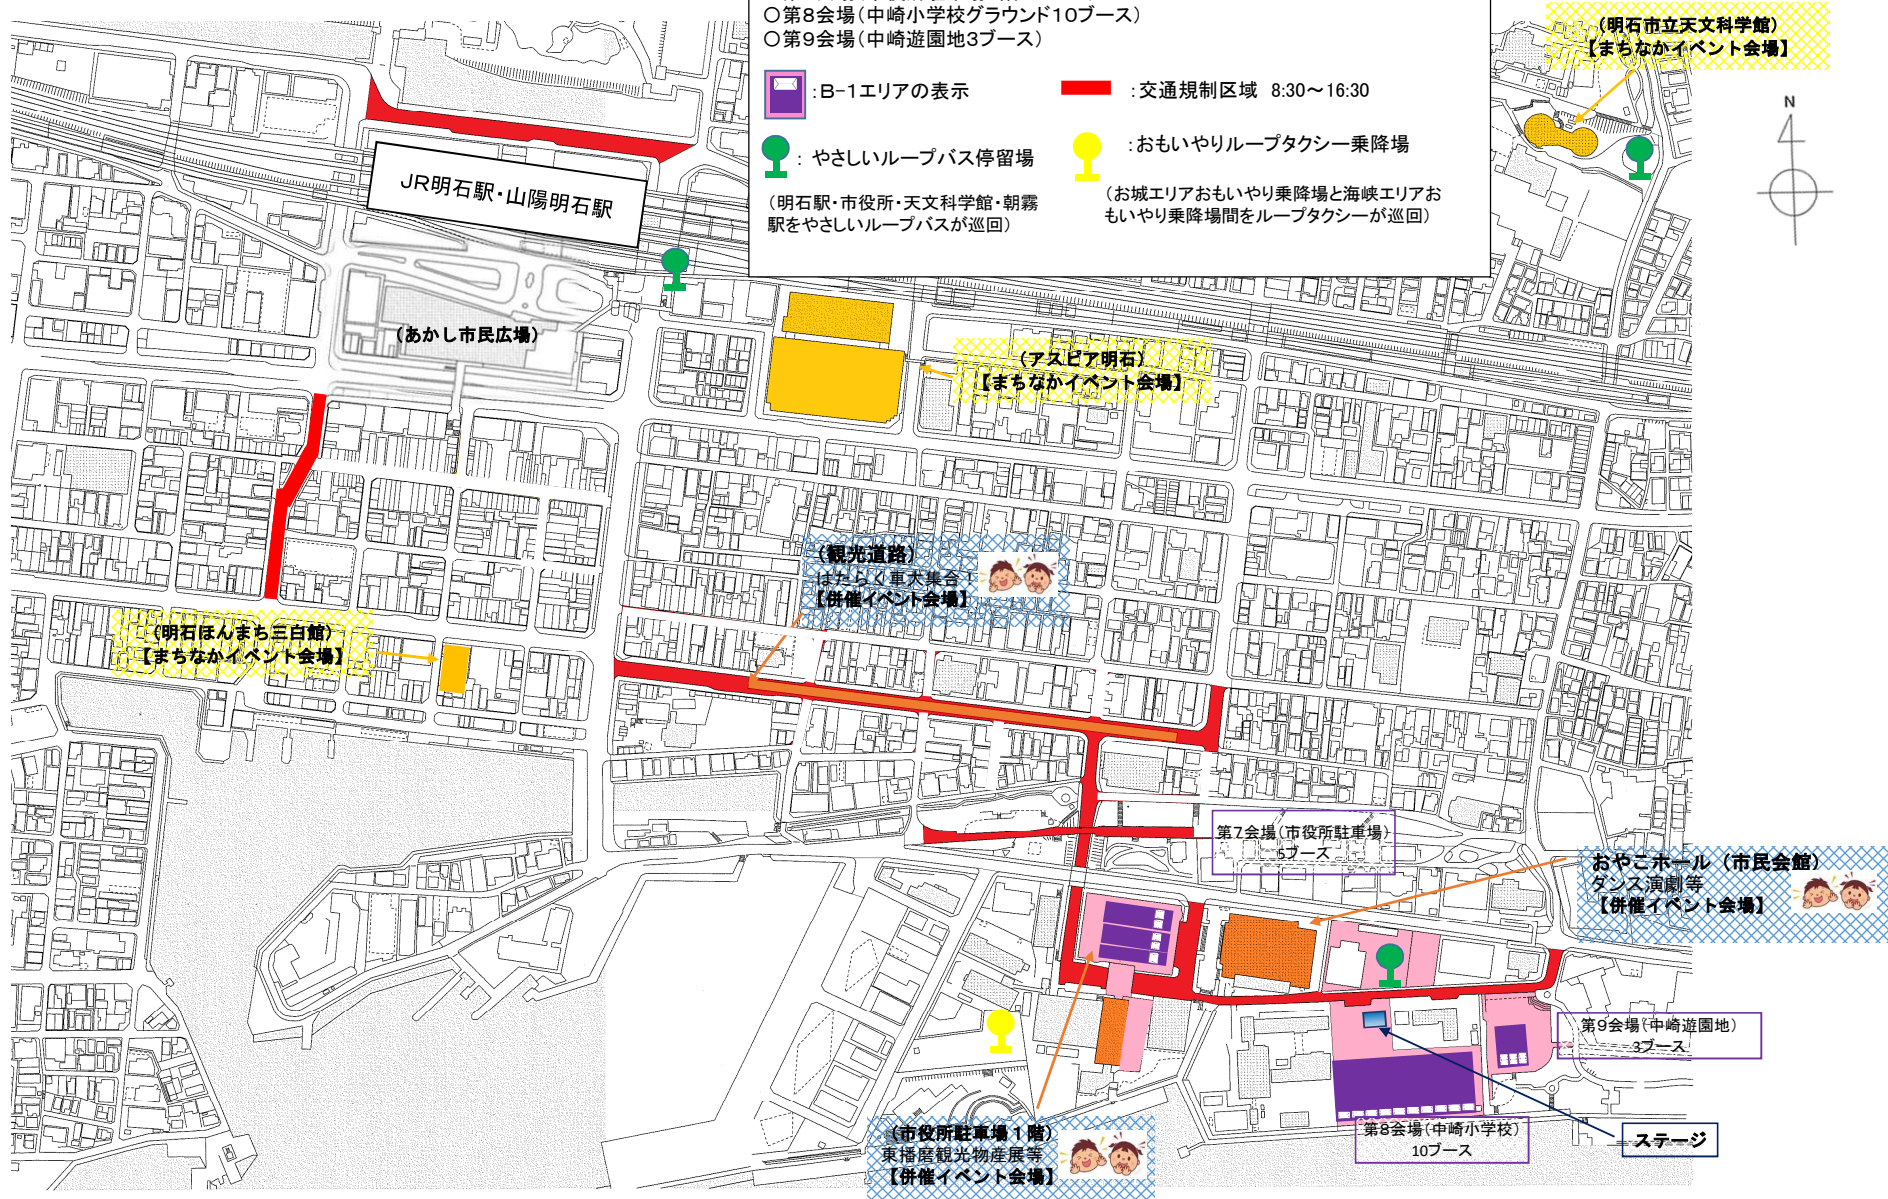 ○第8会場(中崎小学校グラウンド10ブース)
○第9会場(中崎遊園地3ブース)
:B-1エリアの表示
:交通規制区域 8:30～16:30
: やさしいループバス停留場
:おもいやりループタクシー乗降場
(明石駅・市役所・天文科学館・朝霧
駅をやさしいループバスが巡回)
(お城エリアおもいやり乗降場と海峡エリアお
もいやり乗降場間をループタクシーが巡回)
(明石市立天文科学館)
【まちなかイベント会場】
N
JR明石駅・山陽明石駅
(あかし市民広場)
(アスピア明石)
【まちなかイベント会場】
(観光道路)
はたらく車大集合!
【併催イベント会場】
(明石ほんまち三白館)
【まちなかイベント会場】
第7会場(市役所駐車場)
5ブース
おやこホール(市民会館)
ダンス演劇等
【併催イベント会場】
第9会場(中崎遊園地)
3ブース
第8会場(中崎小学校)
10ブース
ステージ
(市役所駐車場1階)
東播磨観光物産展等
【併催イベント会場】